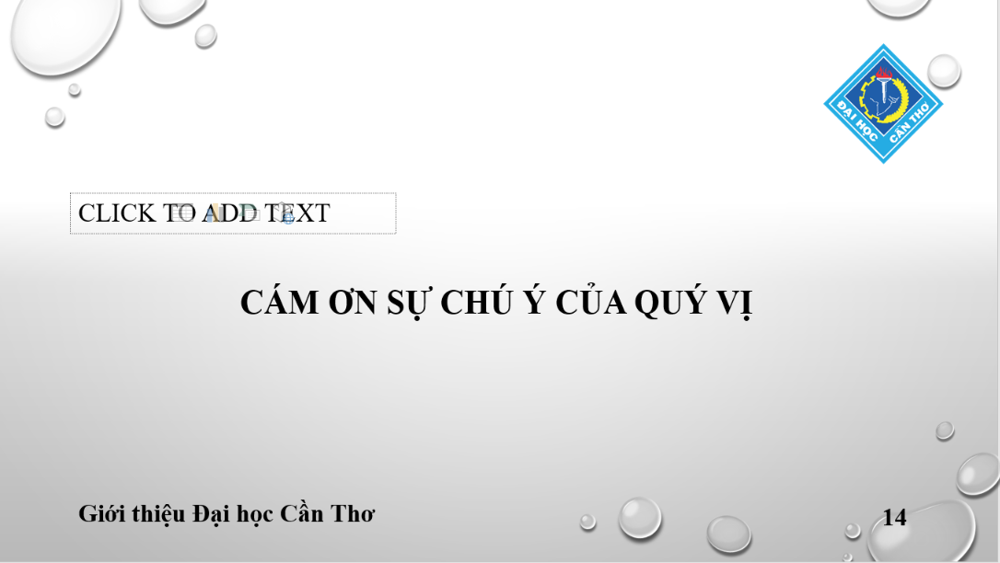 ĐẠI HỌC CẦN THƠ
CLICK TO ADD TEXT
CÁM ƠN SỰ CHÚ Ý CỦA QUÝ VỊ
Giới thiệu Đại học Cần Thơ
14